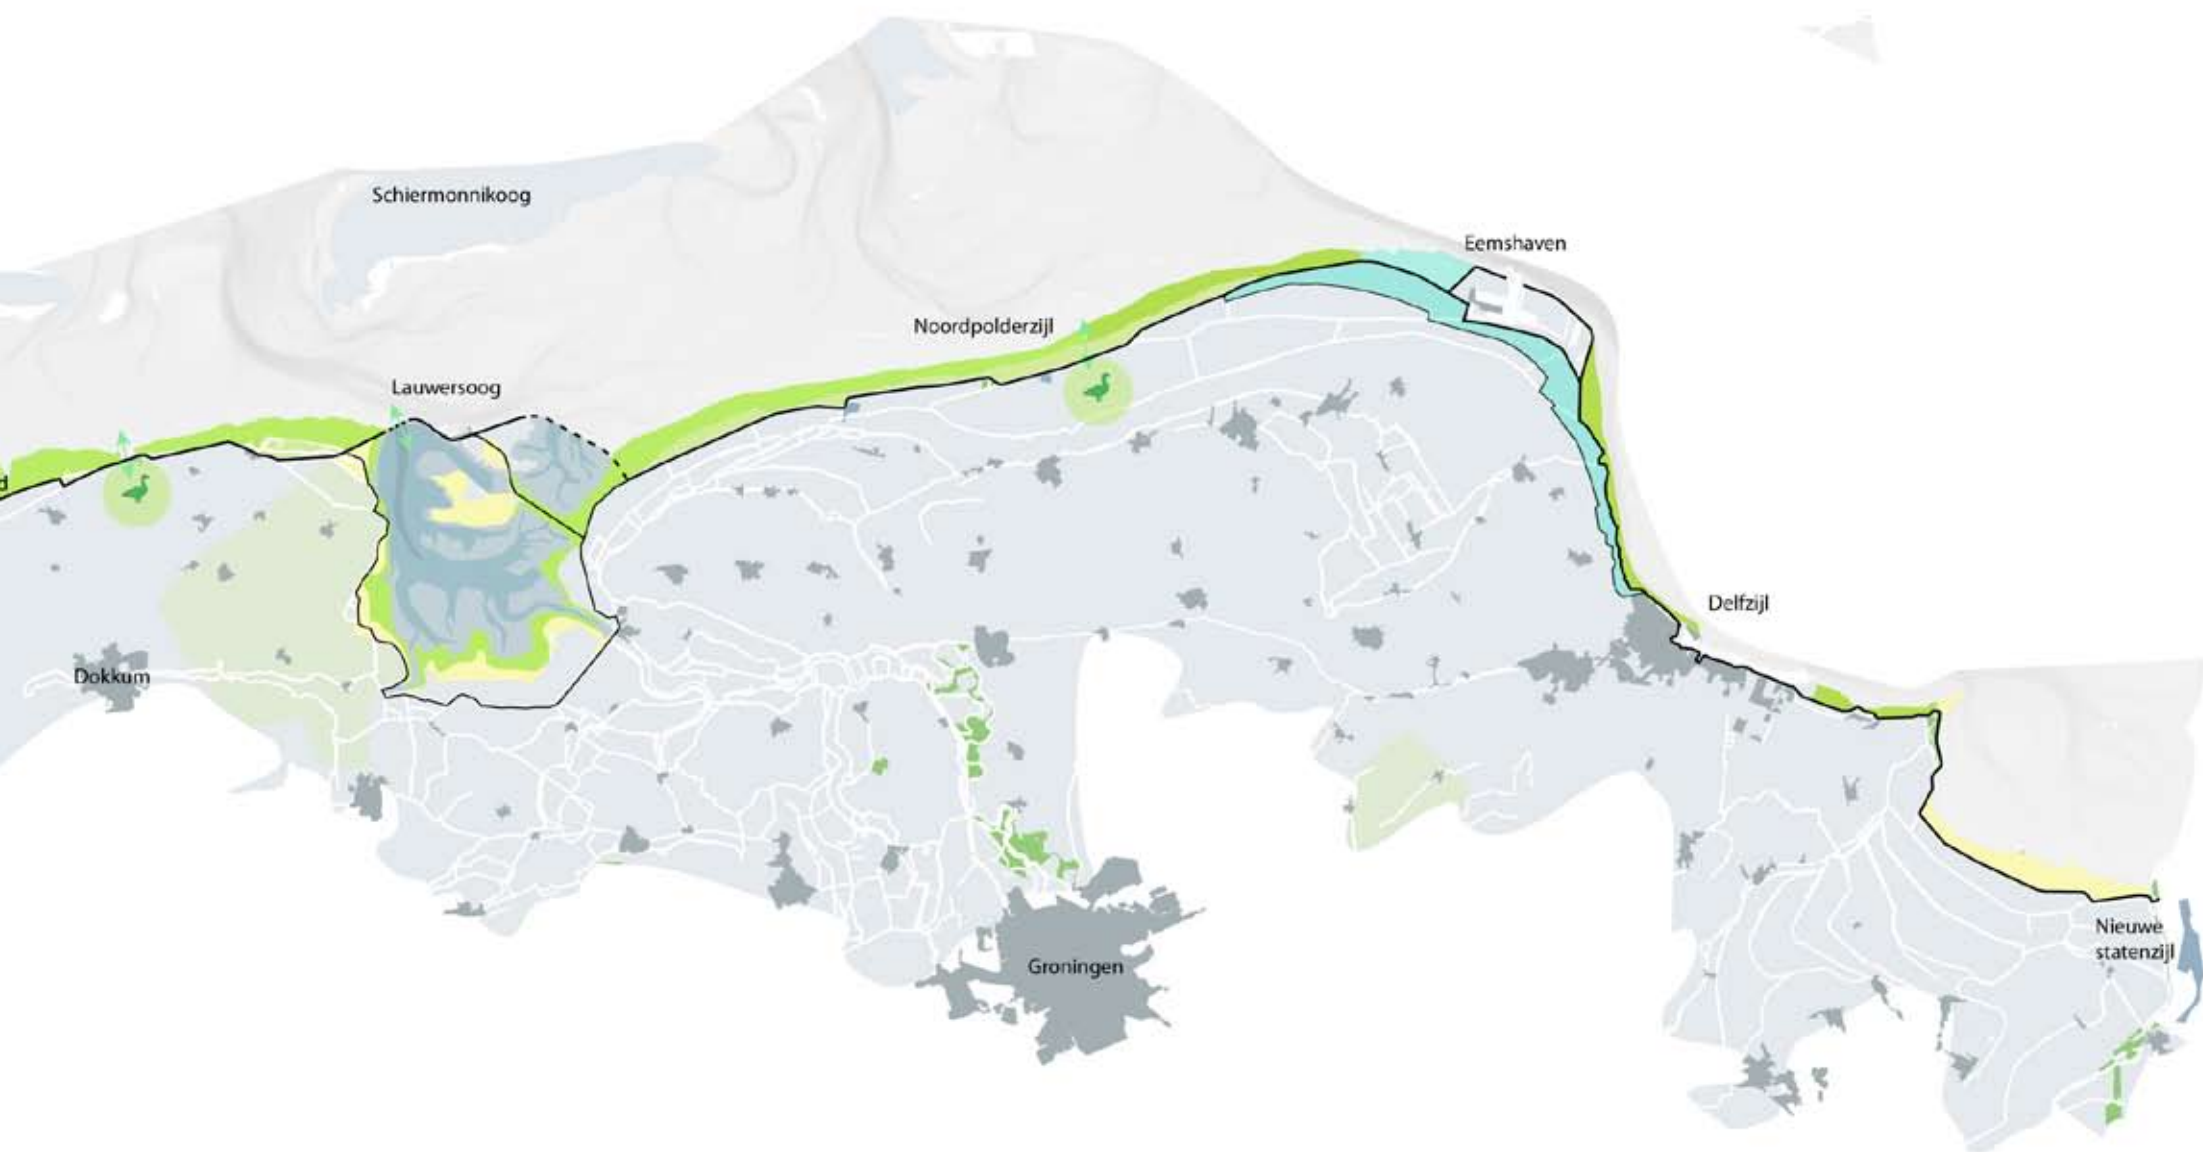 Schiermonnikoog
Eemshaven
Noordpolderzijl
Lauwersoog
d
Delfzijl
Dokkum
Nieuwe
statenzijl
Groningen